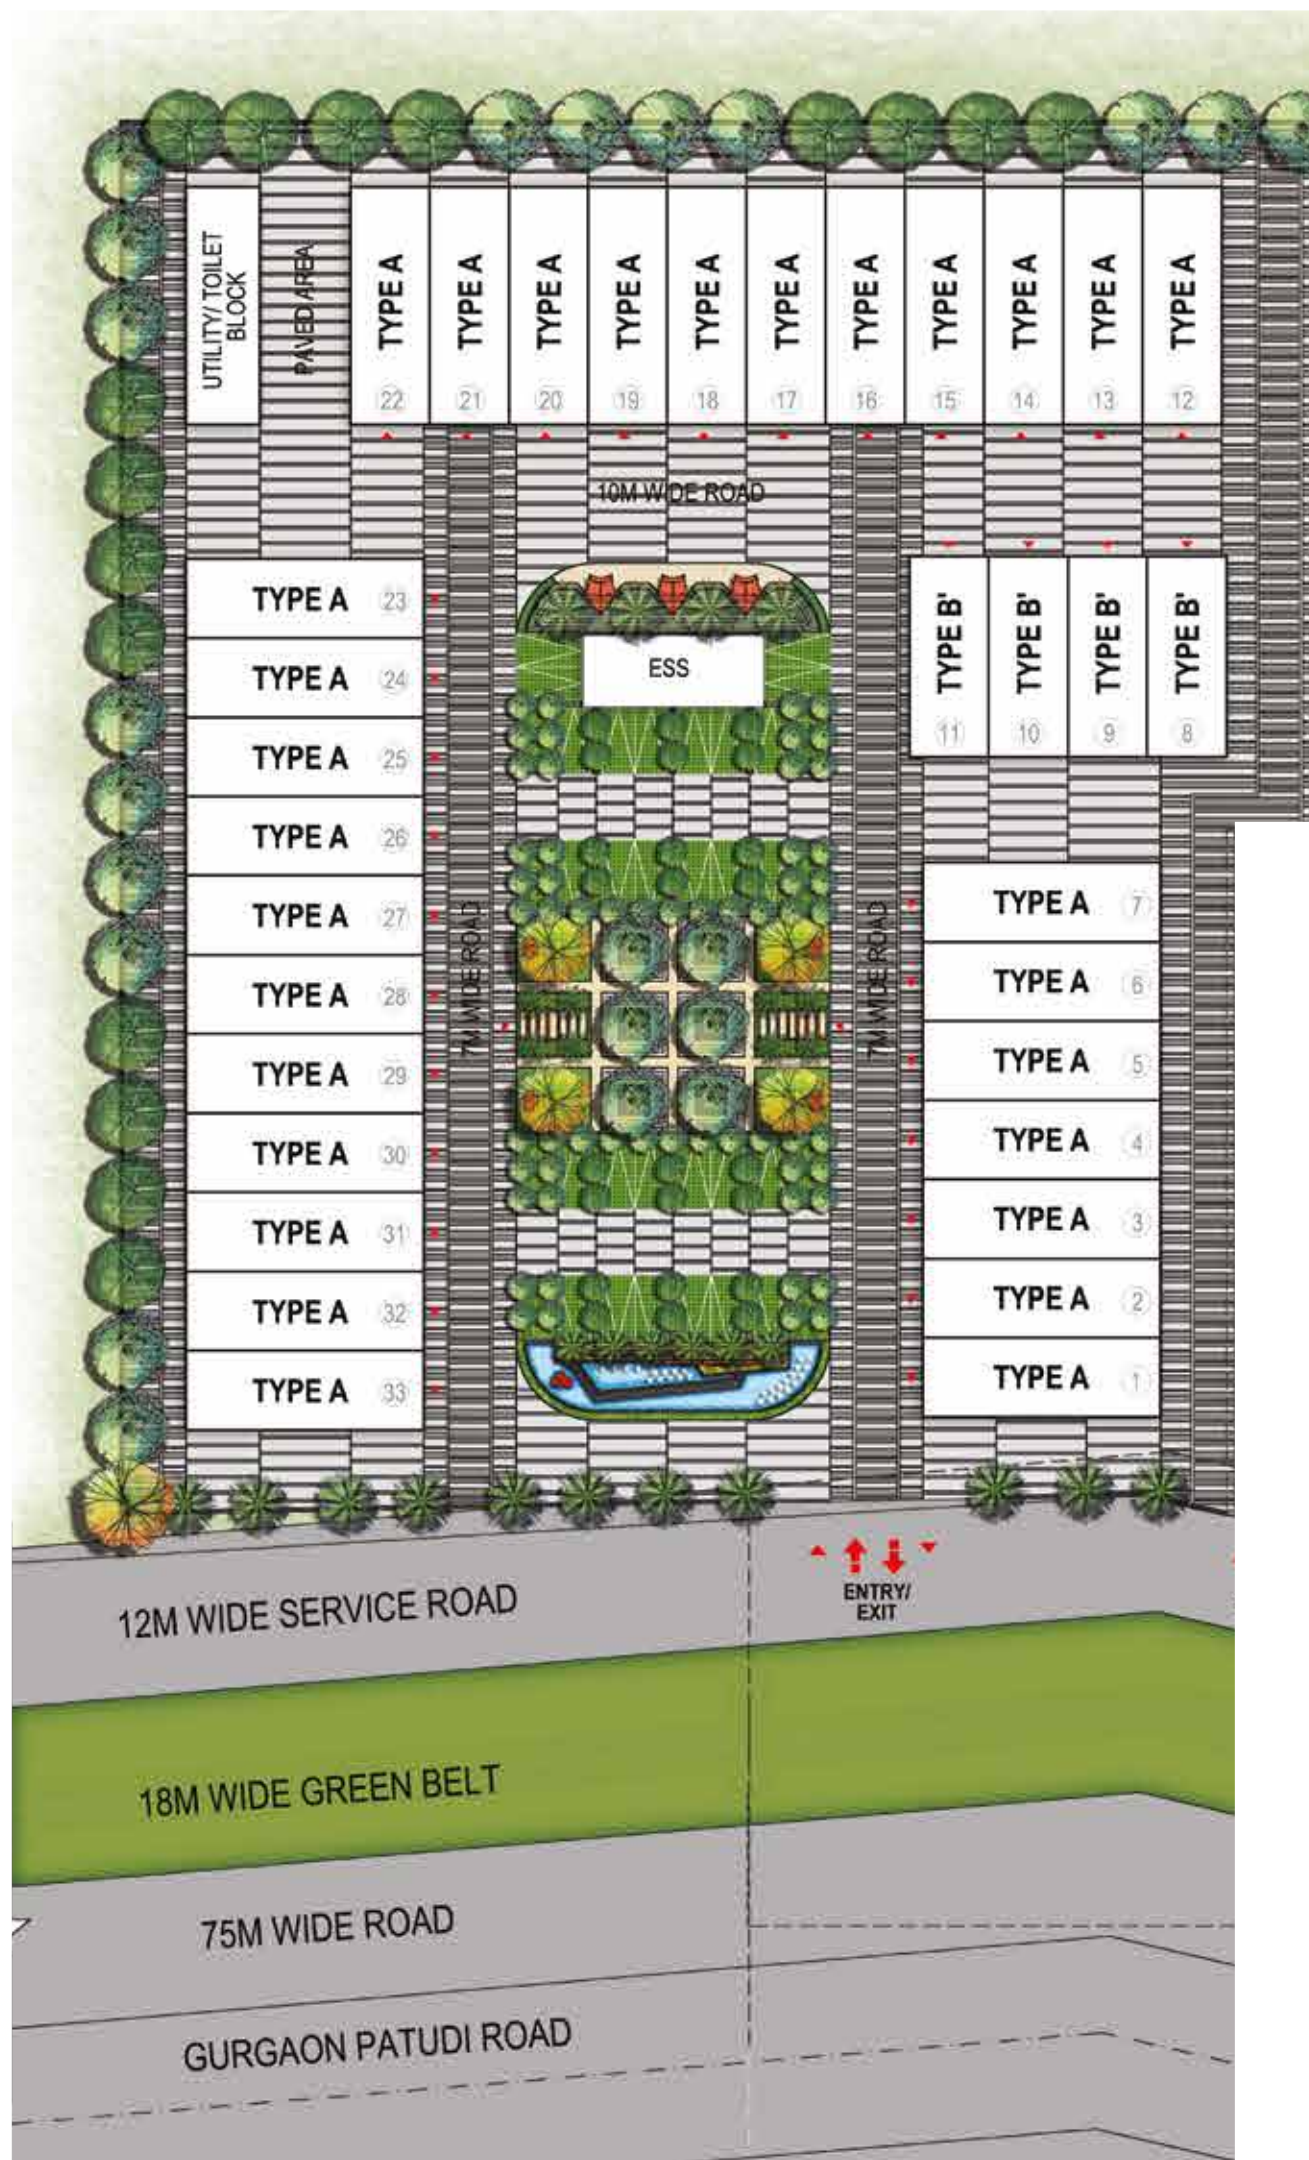 UTILITY/ TOILET
BLOCK
PAVED AREA
TYPE A
22
TYPE A
21
TYPE A
20
TYPE A
19
TYPE A
18
TYPE A
17
TYPE A
16
TYPE A
15
TYPE A
14
TYPE A
13
TYPE A
12
10M WIDE ROAD
TYPE A 23
TYPE A 24
TYPE A 25
TYPE A 26
TYPE A 27
TYPE A 28
TYPE A 29
TYPE A 30
TYPE A 31
TYPE A 32
TYPE A 33
7M WIDE ROAD
ESS
7M WIDE ROAD
TYPE B'
11
TYPE B'
10
TYPE B'
9
TYPE B'
8
TYPE A 7
TYPE A 6
TYPE A 5
TYPE A 4
TYPE A 3
TYPE A 2
TYPE A 1
ENTRY/
EXIT
12M WIDE SERVICE ROAD
18M WIDE GREEN BELT
75M WIDE ROAD
GURGAON PATUDI ROAD